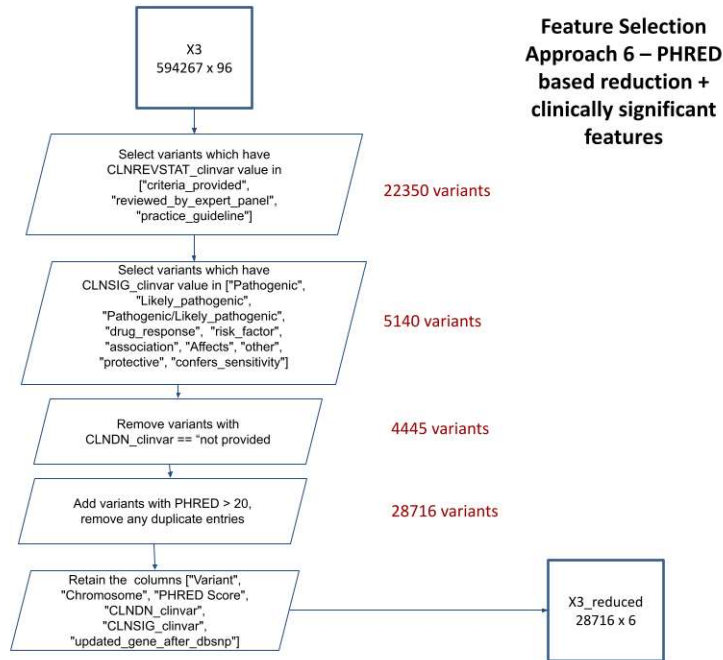 Feature Selection
Approach 6 – PHRED
based reduction +
clinically significant
features
X3
594267 x 96
Select variants which have
CLNREVSTAT_clinvar value in
["criteria_provided",
"reviewed_by_expert_panel",
"practice_guideline"]
22350 variants
Select variants which have
CLNSIG_clinvar value in ["Pathogenic",
"Likely_pathogenic",
"Pathogenic/Likely_pathogenic",
"drug_response", "risk_factor",
"association", "Affects", "other",
"protective", "confers_sensitivity"]
5140 variants
Remove variants with
CLNDN_clinvar == “not provided
4445 variants
Add variants with PHRED > 20,
remove any duplicate entries
28716 variants
Retain the columns ["Variant",
"Chromosome", "PHRED Score",
"CLNDN_clinvar",
"CLNSIG_clinvar",
"updated_gene_after_dbsnp"]
X3_reduced
28716 x 6